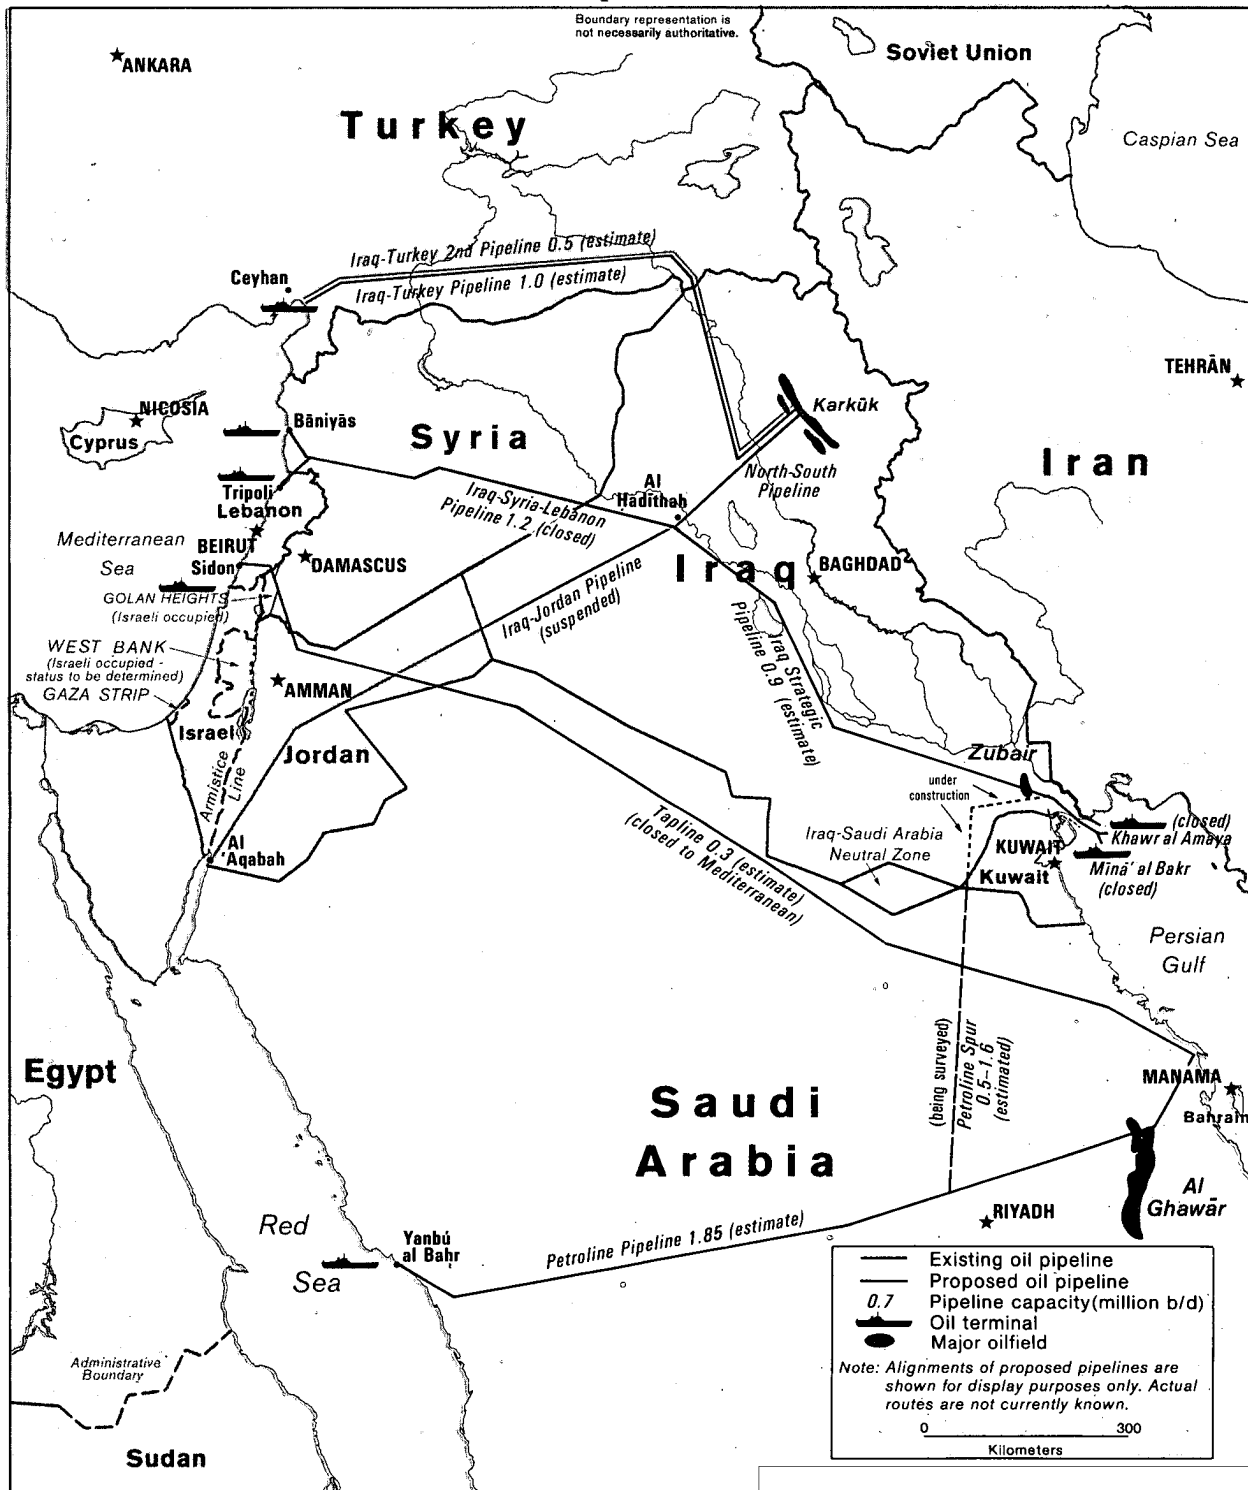 Boundary representation is
not necessarily authoritative.
Soviet Union
ANKARA
Turkey
Caspian Sea
Iraq-Turkey 2nd Pipeline 0.5 (estimate)
Iraq-Turkey Pipeline 1.0 (estimate)
Ceyhan
TEHRĀN
NICOSIA
Cyprus
Bāniyās
Syria
Karkūk
Iran
North-South
Pipeline
Al
Ḥadīthah
Tripoli
Lebanon
Iraq-Syria-Lebanon
Pipeline 1.2 (closed)
Mediterranean
Sea
BEIRUT
Sidon
DAMASCUS
Iraq
BAGHDAD
GOLAN HEIGHTS
(Israeli occupied)
Iraq-Jordan Pipeline
(suspended)
Iraq Strategic
Pipeline 0.9 (estimate)
WEST BANK
(Israeli occupied -
status to be determined)
GAZA STRIP
AMMAN
Israel
Jordan
Armistice
Line
Zubair
under
construction
(closed)
Khawr al Amaya
Al
'Aqabah
Tapline 0.3 (estimate)
(closed to Mediterranean)
Iraq-Saudi Arabia
Neutral Zone
KUWAIT
Kuwait
Mīnā' al Bakr
(closed)
Persian
Gulf
Egypt
(being surveyed)
Petroline Spur
0.5–1.6
(estimated)
MANAMA
Bahrain
Saudi
Arabia
Al
Ghawār
RIYADH
Red
Sea
Yanbú
al Baḥr
Petroline Pipeline 1.85 (estimate)
Existing oil pipeline
Proposed oil pipeline
0.7 Pipeline capacity(million b/d)
Oil terminal
Major oilfield
Note: Alignments of proposed pipelines are
shown for display purposes only. Actual
routes are not currently known.
0 300
Kilometers
Administrative
Boundary
Sudan